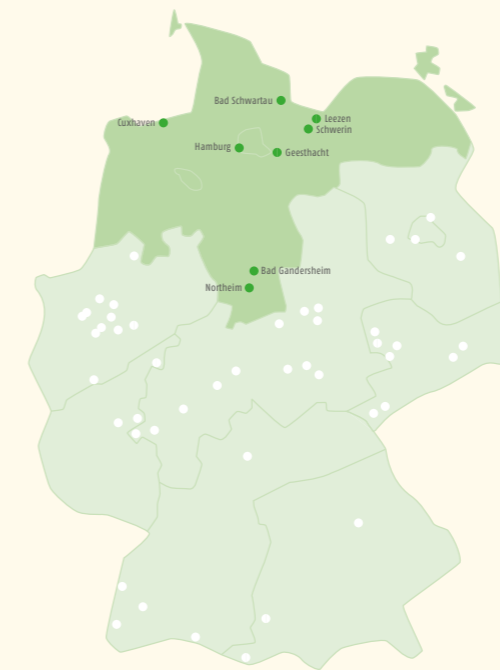 Bad Schwartau
Cuxhaven
Leezen
Schwerin
Hamburg
Geesthacht
Bad Gandersheim
Northeim